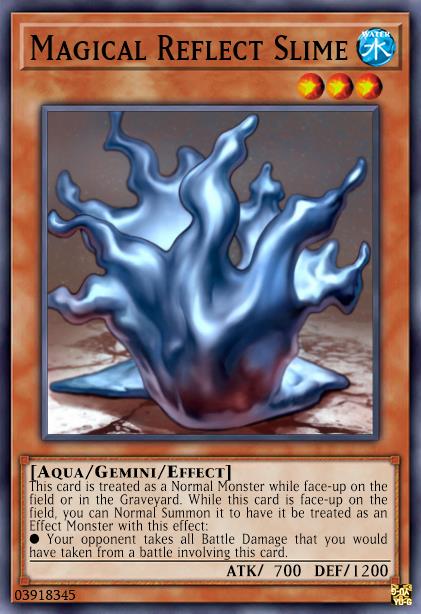 Magical Reflect Slime
WATER
水
[Aqua/Gemini/Effect]
This card is treated as a Normal Monster while face-up on the
field or in the Graveyard. While this card is face-up on the
field, you can Normal Summon it to have it be treated as an
Effect Monster with this effect:
● Your opponent takes all Battle Damage that you would
have taken from a battle involving this card.
ATK/ 700 DEF/1200
03918345